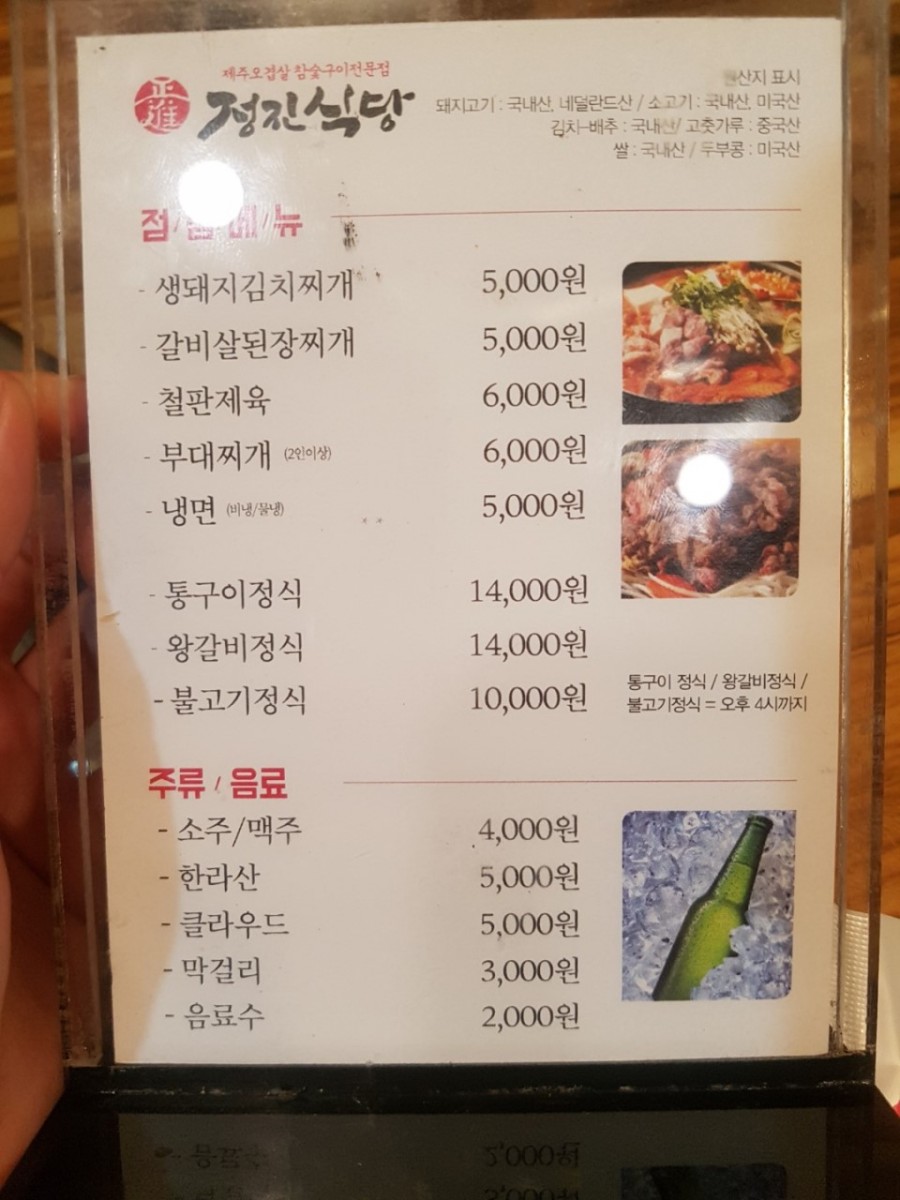 제주오겹살 참숯구이전문점
정진식당
원산지 표시
돼지고기 : 국내산, 네덜란드산 / 소고기 : 국내산, 미국산
김치-배추 : 국내산 / 고춧가루 : 중국산
쌀 : 국내산 / 두부콩 : 미국산
점/심/메/뉴
- 생돼지김치찌개 5,000원
- 갈비살된장찌개 5,000원
- 철판제육 6,000원
- 부대찌개 (2인이상) 6,000원
- 냉면 (비냉/물냉) 5,000원
- 통구이정식 14,000원
- 왕갈비정식 14,000원
- 불고기정식 10,000원
통구이 정식 / 왕갈비정식 /
불고기정식 = 오후 4시까지
주류 / 음료
- 소주/맥주 4,000원
- 한라산 5,000원
- 클라우드 5,000원
- 막걸리 3,000원
- 음료수 2,000원